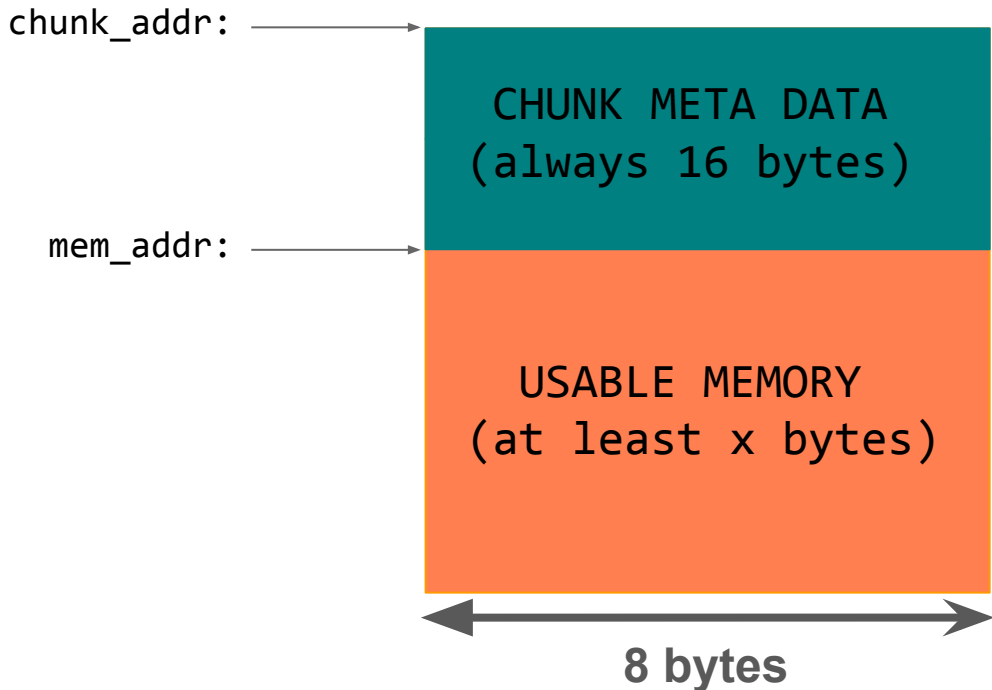 chunk_addr:
CHUNK META DATA
(always 16 bytes)
mem_addr:
USABLE MEMORY
(at least x bytes)
8 bytes